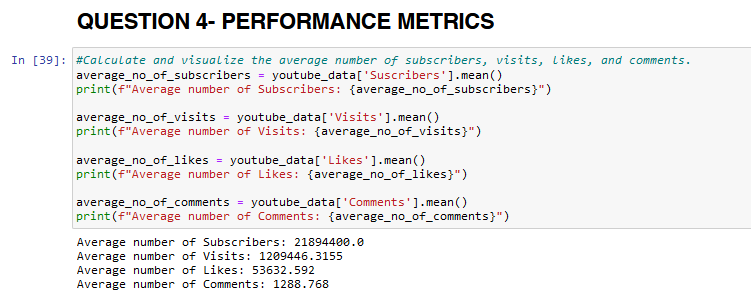 QUESTION 4- PERFORMANCE METRICS
In [39]: #Calculate and visualize the average number of subscribers, visits, likes, and comments.
average_no_of_subscribers = youtube_data['Suscribers'].mean()
print(f"Average number of Subscribers: {average_no_of_subscribers}")
average_no_of_visits = youtube_data['Visits'].mean()
print(f"Average number of Visits: {average_no_of_visits}")
average_no_of_likes = youtube_data['Likes'].mean()
print(f"Average number of Likes: {average_no_of_likes}")
average_no_of_comments = youtube_data['Comments'].mean()
print(f"Average number of Comments: {average_no_of_comments}")
Average number of Subscribers: 21894400.0
Average number of Visits: 1209446.3155
Average number of Likes: 53632.592
Average number of Comments: 1288.768